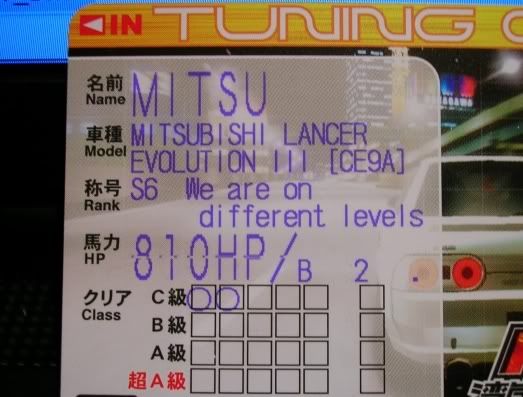 ◀IN TUNING C
名前 Name MITSU
車種 MITSUBISHI LANCER
Model EVOLUTION III [CE9A]
称号 Rank S6 We are on
different levels
馬力 HP 810HP/B 2 .
クリア Class C級 ○○
B級
A級
超A級